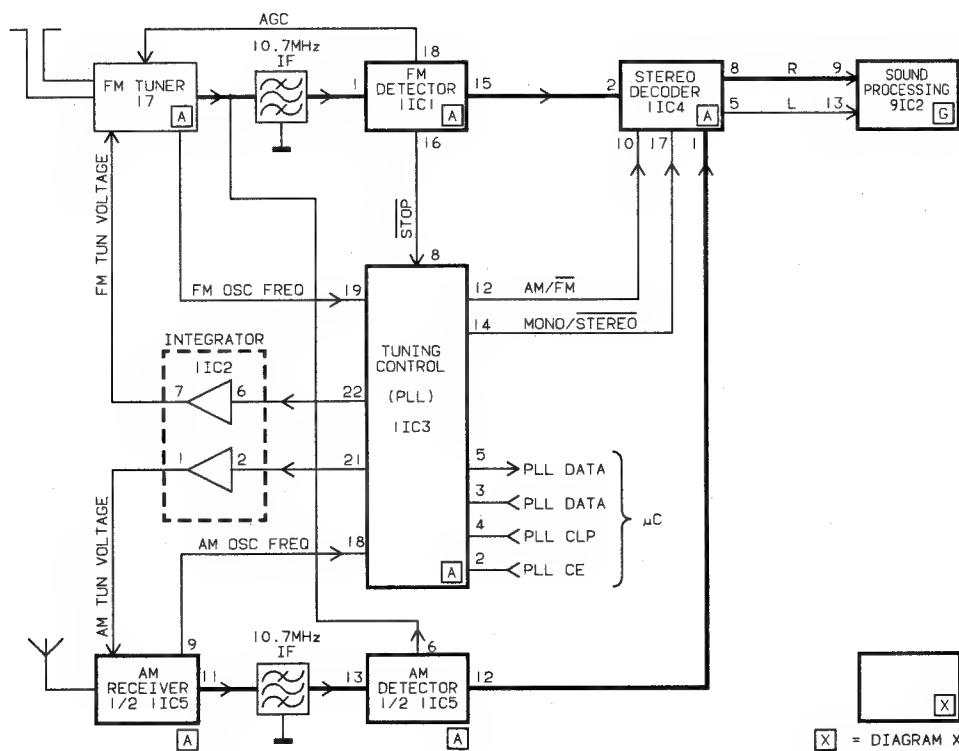 AGC
10.7MHz
IF
FM TUNER
17
A
1
18
FM
DETECTOR
1IC1
A
16
15
2
STEREO
DECODER
1IC4
A
10
17
1
8
R
9
5
L
13
SOUND
PROCESSING
9IC2
G
FM TUN VOLTAGE
STOP
8
FM OSC FREQ
19
12
AM/FM
14
MONO/STEREO
INTEGRATOR
1IC2
7
6
22
1
2
21
TUNING
CONTROL
(PLL)
1IC3
A
5
PLL DATA
3
PLL DATA
4
PLL CLP
2
PLL CE
μC
AM TUN VOLTAGE
AM OSC FREQ
18
9
AM
RECEIVER
1/2 1IC5
A
11
10.7MHz
IF
13
6
AM
DETECTOR
1/2 1IC5
A
12
X
X = DIAGRAM X